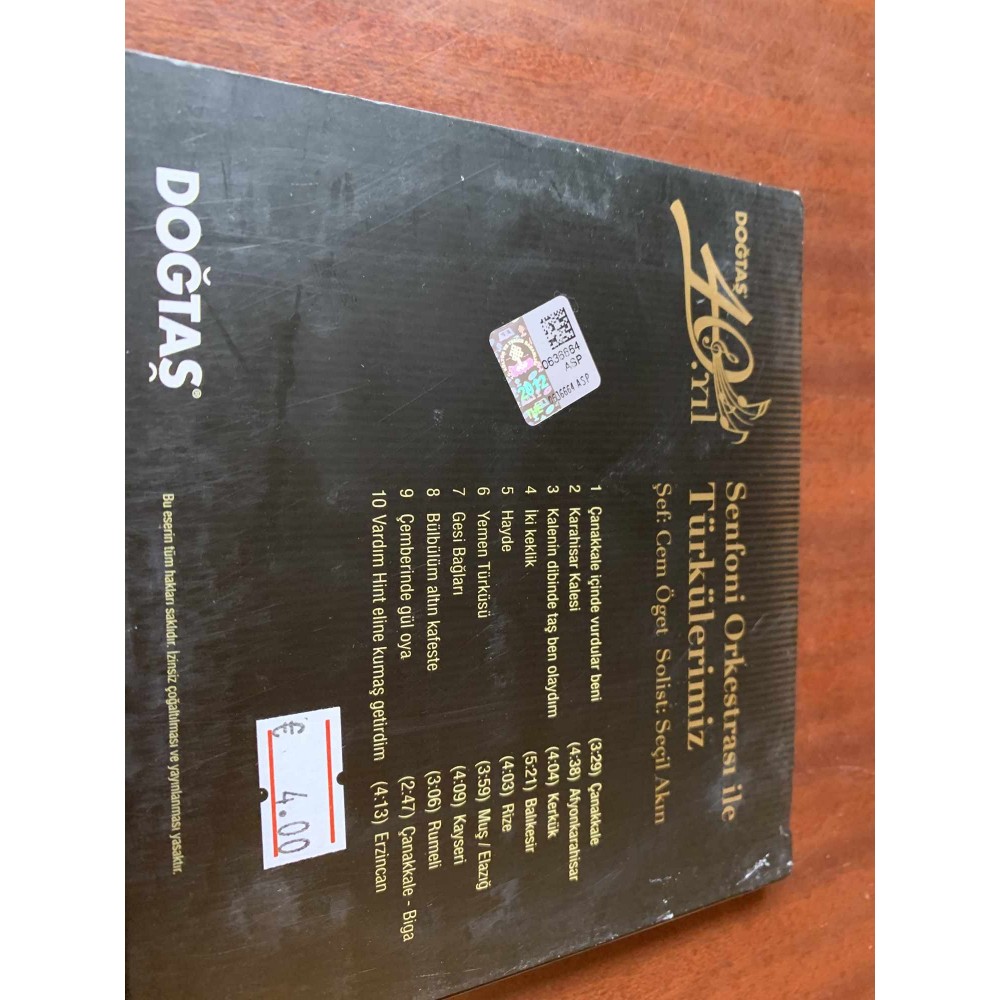 DOĞTAŞ
40.yıl
Senfoni Orkestrası ile
Türkülerimiz
Şef: Cem Öget Solist: Seçil Akın
0636664
ASP
0636664 ASP
1 Çanakkale içinde vurdular beni (3:29) Çanakkale
2 Karahisar Kalesi (4:38) Afyonkarahisar
3 Kalenin dibinde taş ben olaydım (4:04) Kerkük
4 İki keklik (5:21) Balıkesir
5 Hayde (4:03) Rize
6 Yemen Türküsü (3:59) Muş / Elazığ
7 Gesi Bağları (4:09) Kayseri
8 Bülbülüm altın kafeste (3:06) Rumeli
9 Çemberinde gül oya (2:47) Çanakkale - Biga
10 Vardım Hint eline kumaş getirdim (4:13) Erzincan
€ 4.00
DOĞTAŞ®
Bu eserin tüm hakları saklıdır. İzinsiz çoğaltılması ve yayınlanması yasaktır.